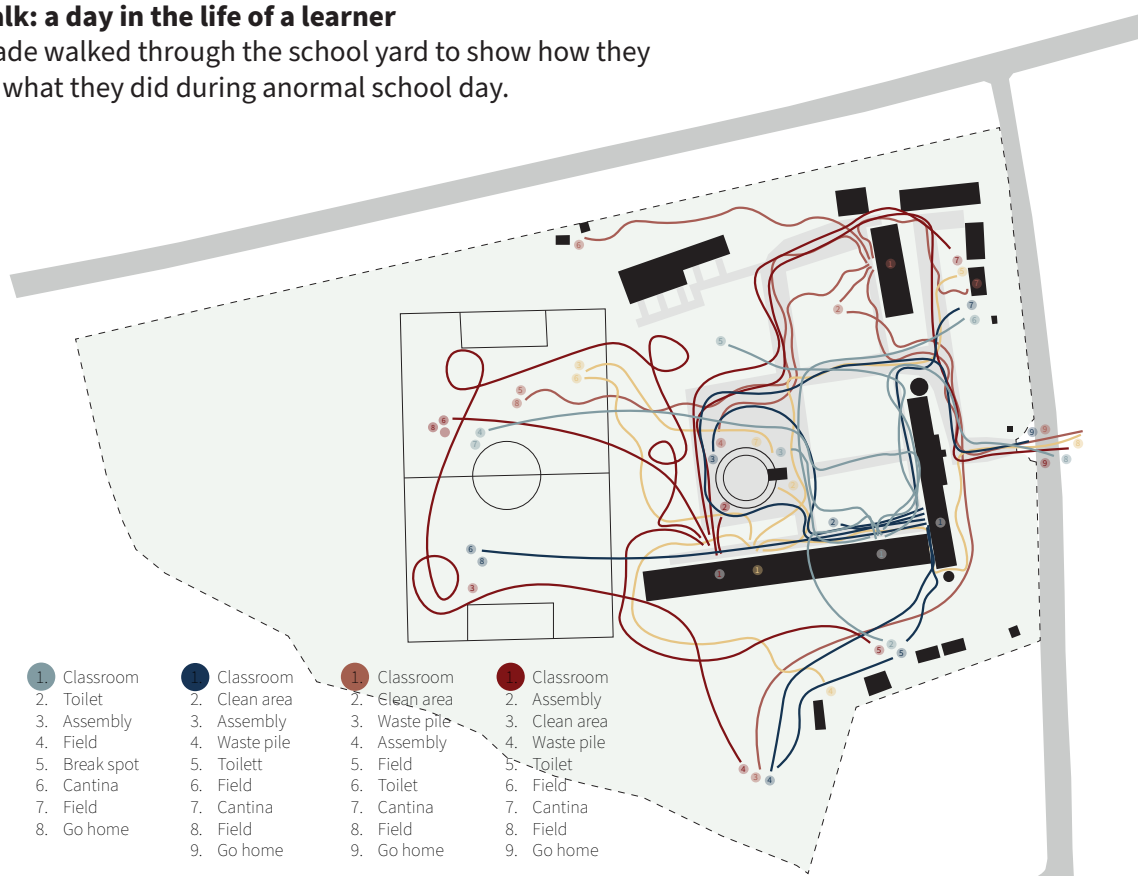 alk: a day in the life of a learner
ade walked through the school yard to show how they
what they did during anormal school day.
1. Classroom
2. Toilet
3. Assembly
4. Field
5. Break spot
6. Cantina
7. Field
8. Go home
1. Classroom
2. Clean area
3. Assembly
4. Waste pile
5. Toilett
6. Field
7. Cantina
8. Field
9. Go home
1. Classroom
2. Clean area
3. Waste pile
4. Assembly
5. Field
6. Toilet
7. Cantina
8. Field
9. Go home
1. Classroom
2. Assembly
3. Clean area
4. Waste pile
5. Toilet
6. Field
7. Cantina
8. Field
9. Go home